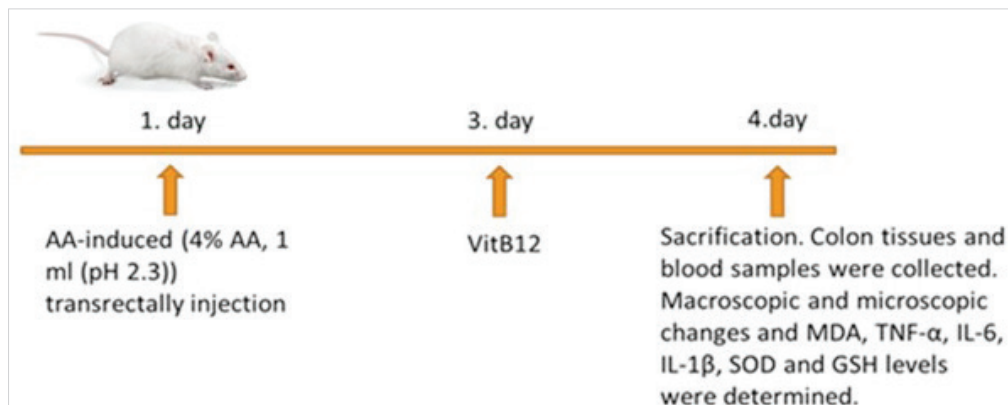 1. day
3. day
4.day
AA-induced (4% AA, 1
ml (pH 2.3))
transrectally injection
VitB12
Sacrification. Colon tissues and
blood samples were collected.
Macroscopic and microscopic
changes and MDA, TNF-α, IL-6,
IL-1β, SOD and GSH levels
were determined.